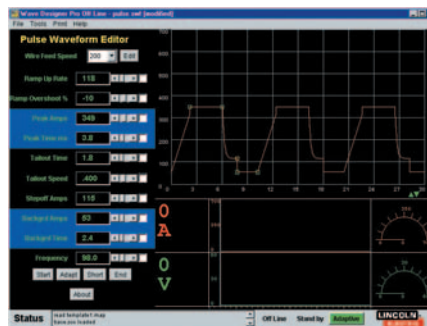 Wave Designer Pro Off-Line - pulse.swf [modified]
File Tools Print Help
Pulse Waveform Editor
Wire Feed Speed 200 Edit
Ramp Up Rate 118
Ramp Overshoot % -10
Peak Amps 349
Peak Time ms 3.8
Tailout Time 1.8
Tailout Speed .400
Stepoff Amps 115
Backgrd Amps 63
Backgrd Time 2.4
Frequency 98.0
Start Adapt Short End
About
700
600
500
400
300
200
100
0
0 3 6 9 12 15 18 21 24 27 30
0
A
0
V
Status
Off Line Stand by Adaptive
LINCOLN
ELECTRIC